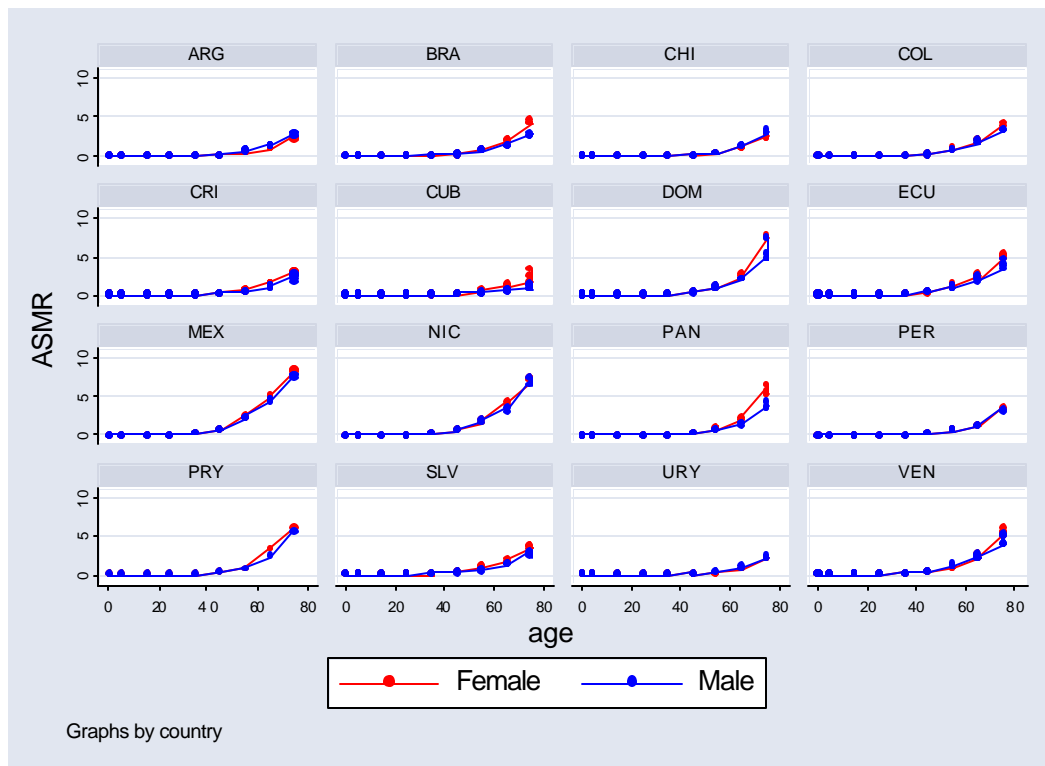 ARG BRA CHI COL
10
5
0
CRI CUB DOM ECU
10
5
0
MEX NIC PAN PER
10
5
0
PRY SLV URY VEN
10
5
0
0 20 40 60 80 0 20 40 60 80 0 20 40 60 80 0 20 40 60 80
ASMR
age
Female Male
Graphs by country